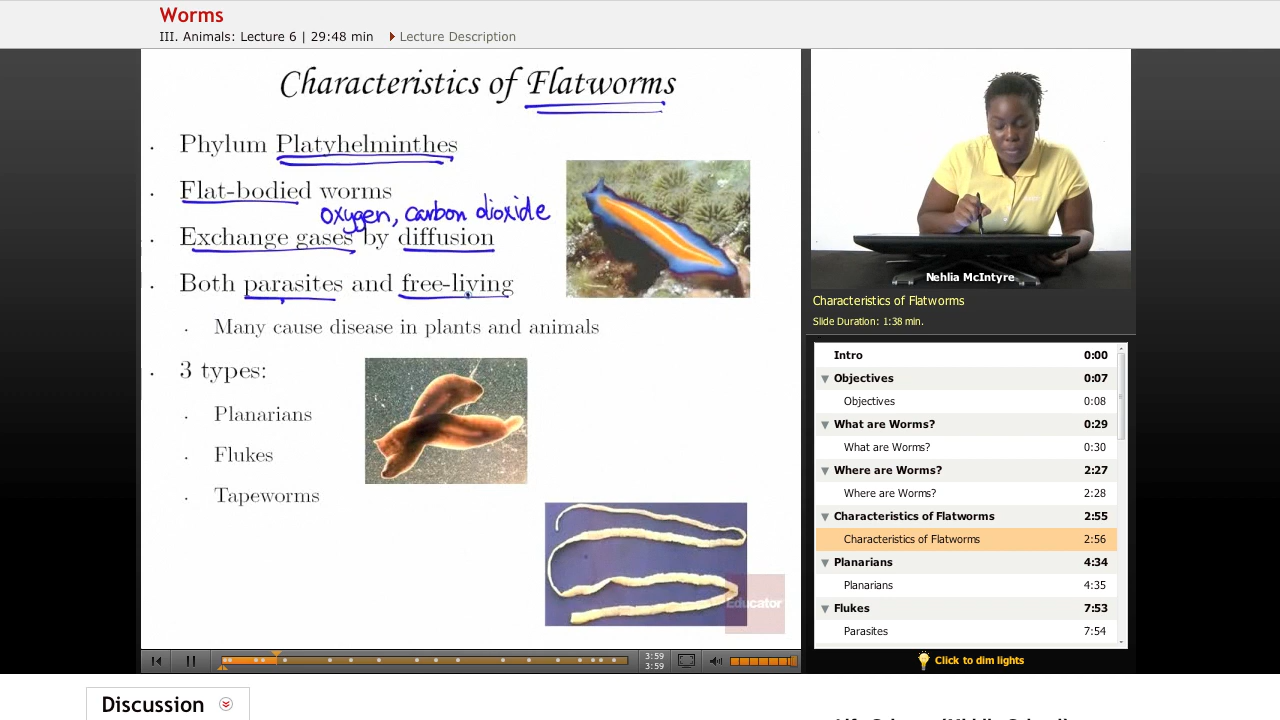 Worms
III. Animals: Lecture 6 | 29:48 min
Lecture Description
Characteristics of Flatworms
Phylum Platyhelminthes
Flat-bodied worms
oxygen, carbon dioxide
Exchange gases by diffusion
Both parasites and free-living
Many cause disease in plants and animals
3 types:
Planarians
Flukes
Tapeworms
Educator
3:59
3:59
Nehlia McIntyre
Characteristics of Flatworms
Slide Duration: 1:38 min.
Intro 0:00
Objectives 0:07
Objectives 0:08
What are Worms? 0:29
What are Worms? 0:30
Where are Worms? 2:27
Where are Worms? 2:28
Characteristics of Flatworms 2:55
Characteristics of Flatworms 2:56
Planarians 4:34
Planarians 4:35
Flukes 7:53
Parasites 7:54
Click to dim lights
Discussion